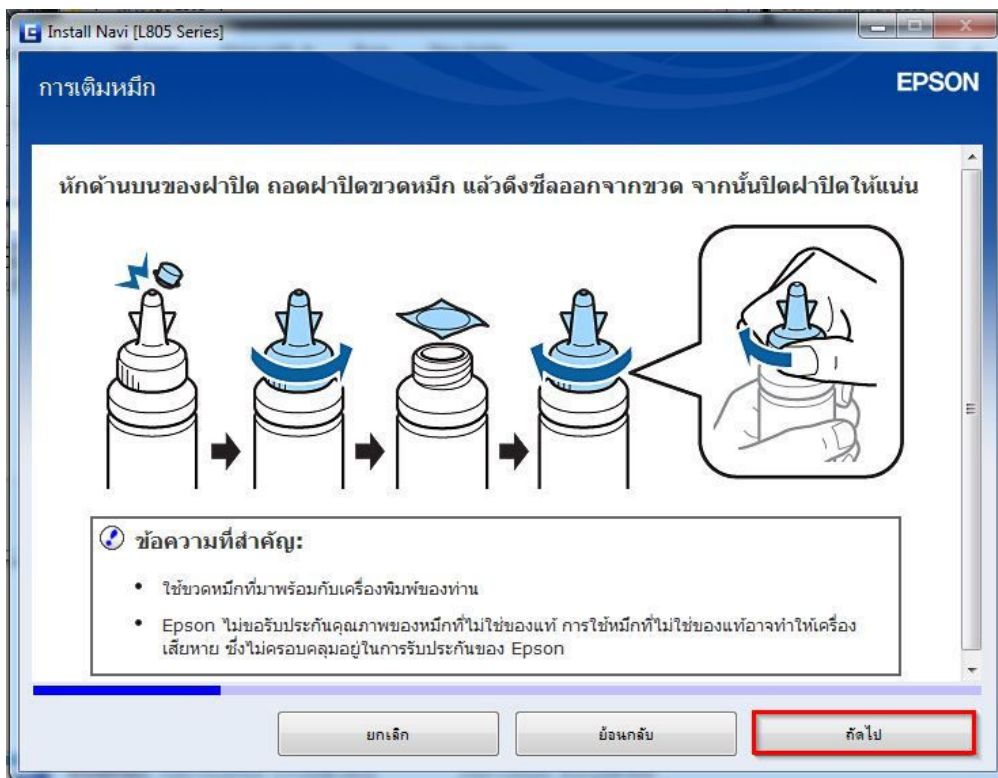 Install Navi [L805 Series]
การเติมหมึก
EPSON
หักด้านบนของฝาปิด ถอดฝาปิดขวดหมึก แล้วดึงซีลออกจากขวด จากนั้นปิดฝาปิดให้แน่น
ข้อความที่สำคัญ:
• ใช้ขวดหมึกที่มาพร้อมกับเครื่องพิมพ์ของท่าน
• Epson ไม่ขอรับประกันคุณภาพของหมึกที่ไม่ใช่ของแท้ การใช้หมึกที่ไม่ใช่ของแท้อาจทำให้เครื่อง
เสียหาย ซึ่งไม่ครอบคลุมอยู่ในการรับประกันของ Epson
ยกเลิก
ย้อนกลับ
ถัดไป